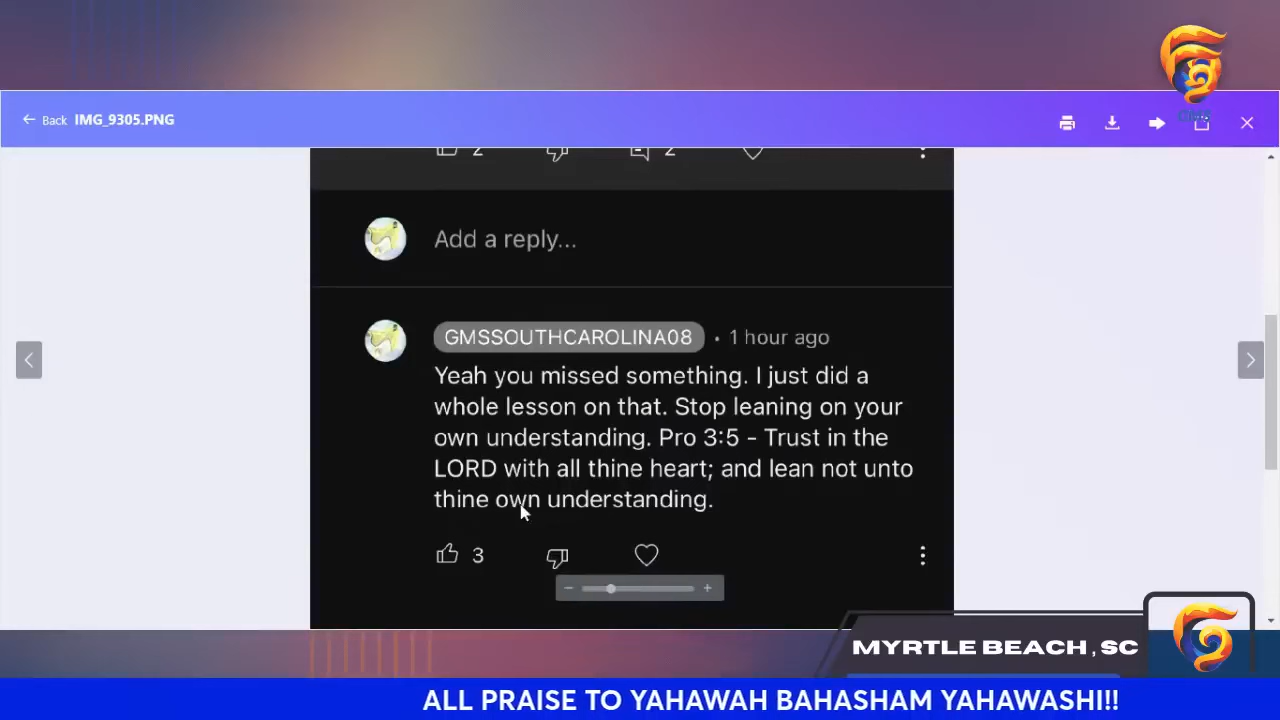 Back IMG_9305.PNG
2 2
Add a reply...
GMSSOUTHCAROLINA08 • 1 hour ago
Yeah you missed something. I just did a
whole lesson on that. Stop leaning on your
own understanding. Pro 3:5 - Trust in the
LORD with all thine heart; and lean not unto
thine own understanding.
3
MYRTLE BEACH , SC
ALL PRAISE TO YAHAWAH BAHASHAM YAHAWASHI!!